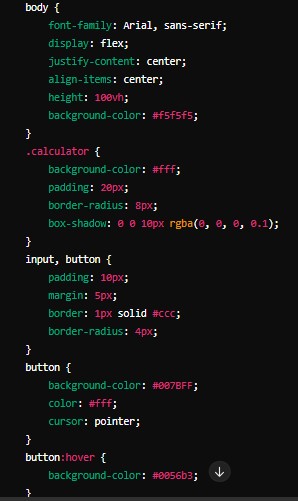 body {
    font-family: Arial, sans-serif;
    display: flex;
    justify-content: center;
    align-items: center;
    height: 100vh;
    background-color: #f5f5f5;
}
.calculator {
    background-color: #fff;
    padding: 20px;
    border-radius: 8px;
    box-shadow: 0 0 10px rgba(0, 0, 0, 0.1);
}
input, button {
    padding: 10px;
    margin: 5px;
    border: 1px solid #ccc;
    border-radius: 4px;
}
button {
    background-color: #007BFF;
    color: #fff;
    cursor: pointer;
}
button:hover {
    background-color: #0056b3;
}